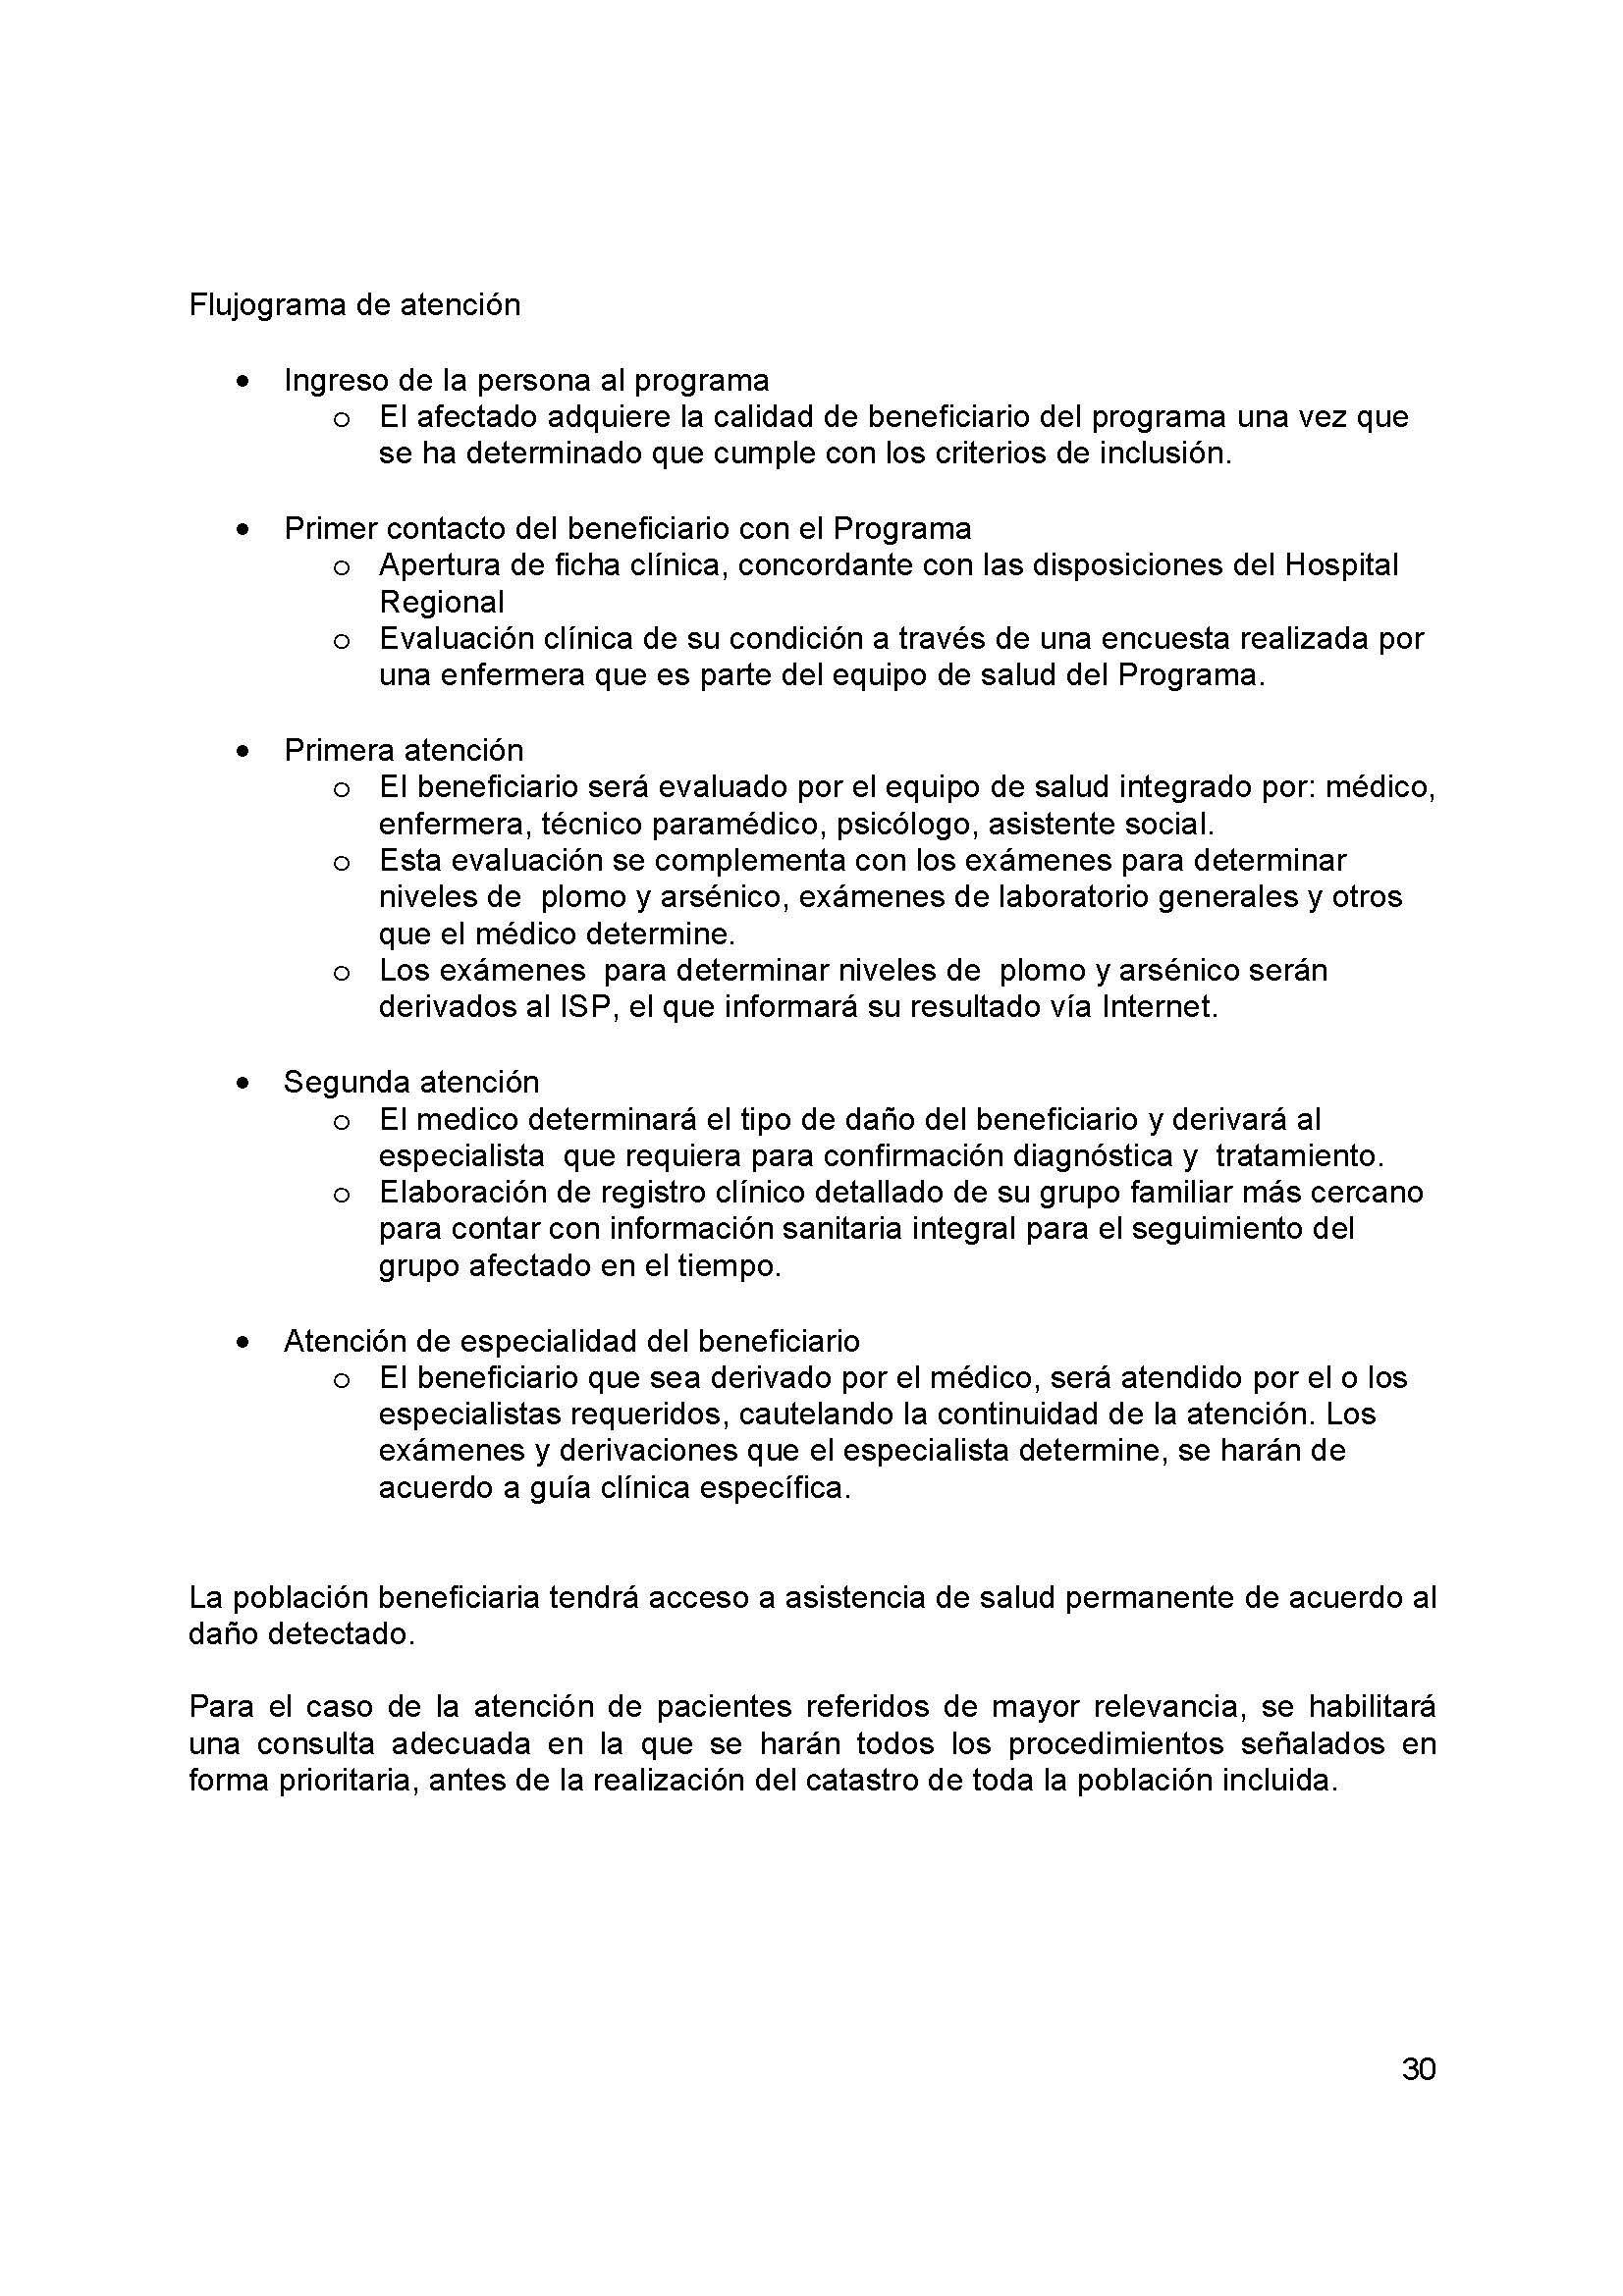 Flujograma de atención
• Ingreso de la persona al programa
o El afectado adquiere la calidad de beneficiario del programa una vez que
se ha determinado que cumple con los criterios de inclusión.
• Primer contacto del beneficiario con el Programa
o Apertura de ficha clínica, concordante con las disposiciones del Hospital
Regional
o Evaluación clínica de su condición a través de una encuesta realizada por
una enfermera que es parte del equipo de salud del Programa.
• Primera atención
o El beneficiario será evaluado por el equipo de salud integrado por: médico,
enfermera, técnico paramédico, psicólogo, asistente social.
o Esta evaluación se complementa con los exámenes para determinar
niveles de  plomo y arsénico, exámenes de laboratorio generales y otros
que el médico determine.
o Los exámenes  para determinar niveles de  plomo y arsénico serán
derivados al ISP, el que informará su resultado vía Internet.
• Segunda atención
o El medico determinará el tipo de daño del beneficiario y derivará al
especialista  que requiera para confirmación diagnóstica y  tratamiento.
o Elaboración de registro clínico detallado de su grupo familiar más cercano
para contar con información sanitaria integral para el seguimiento del
grupo afectado en el tiempo.
• Atención de especialidad del beneficiario
o El beneficiario que sea derivado por el médico, será atendido por el o los
especialistas requeridos, cautelando la continuidad de la atención. Los
exámenes y derivaciones que el especialista determine, se harán de
acuerdo a guía clínica específica.
La población beneficiaria tendrá acceso a asistencia de salud permanente de acuerdo al
daño detectado.
Para el caso de la atención de pacientes referidos de mayor relevancia, se habilitará
una consulta adecuada en la que se harán todos los procedimientos señalados en
forma prioritaria, antes de la realización del catastro de toda la población incluida.
30